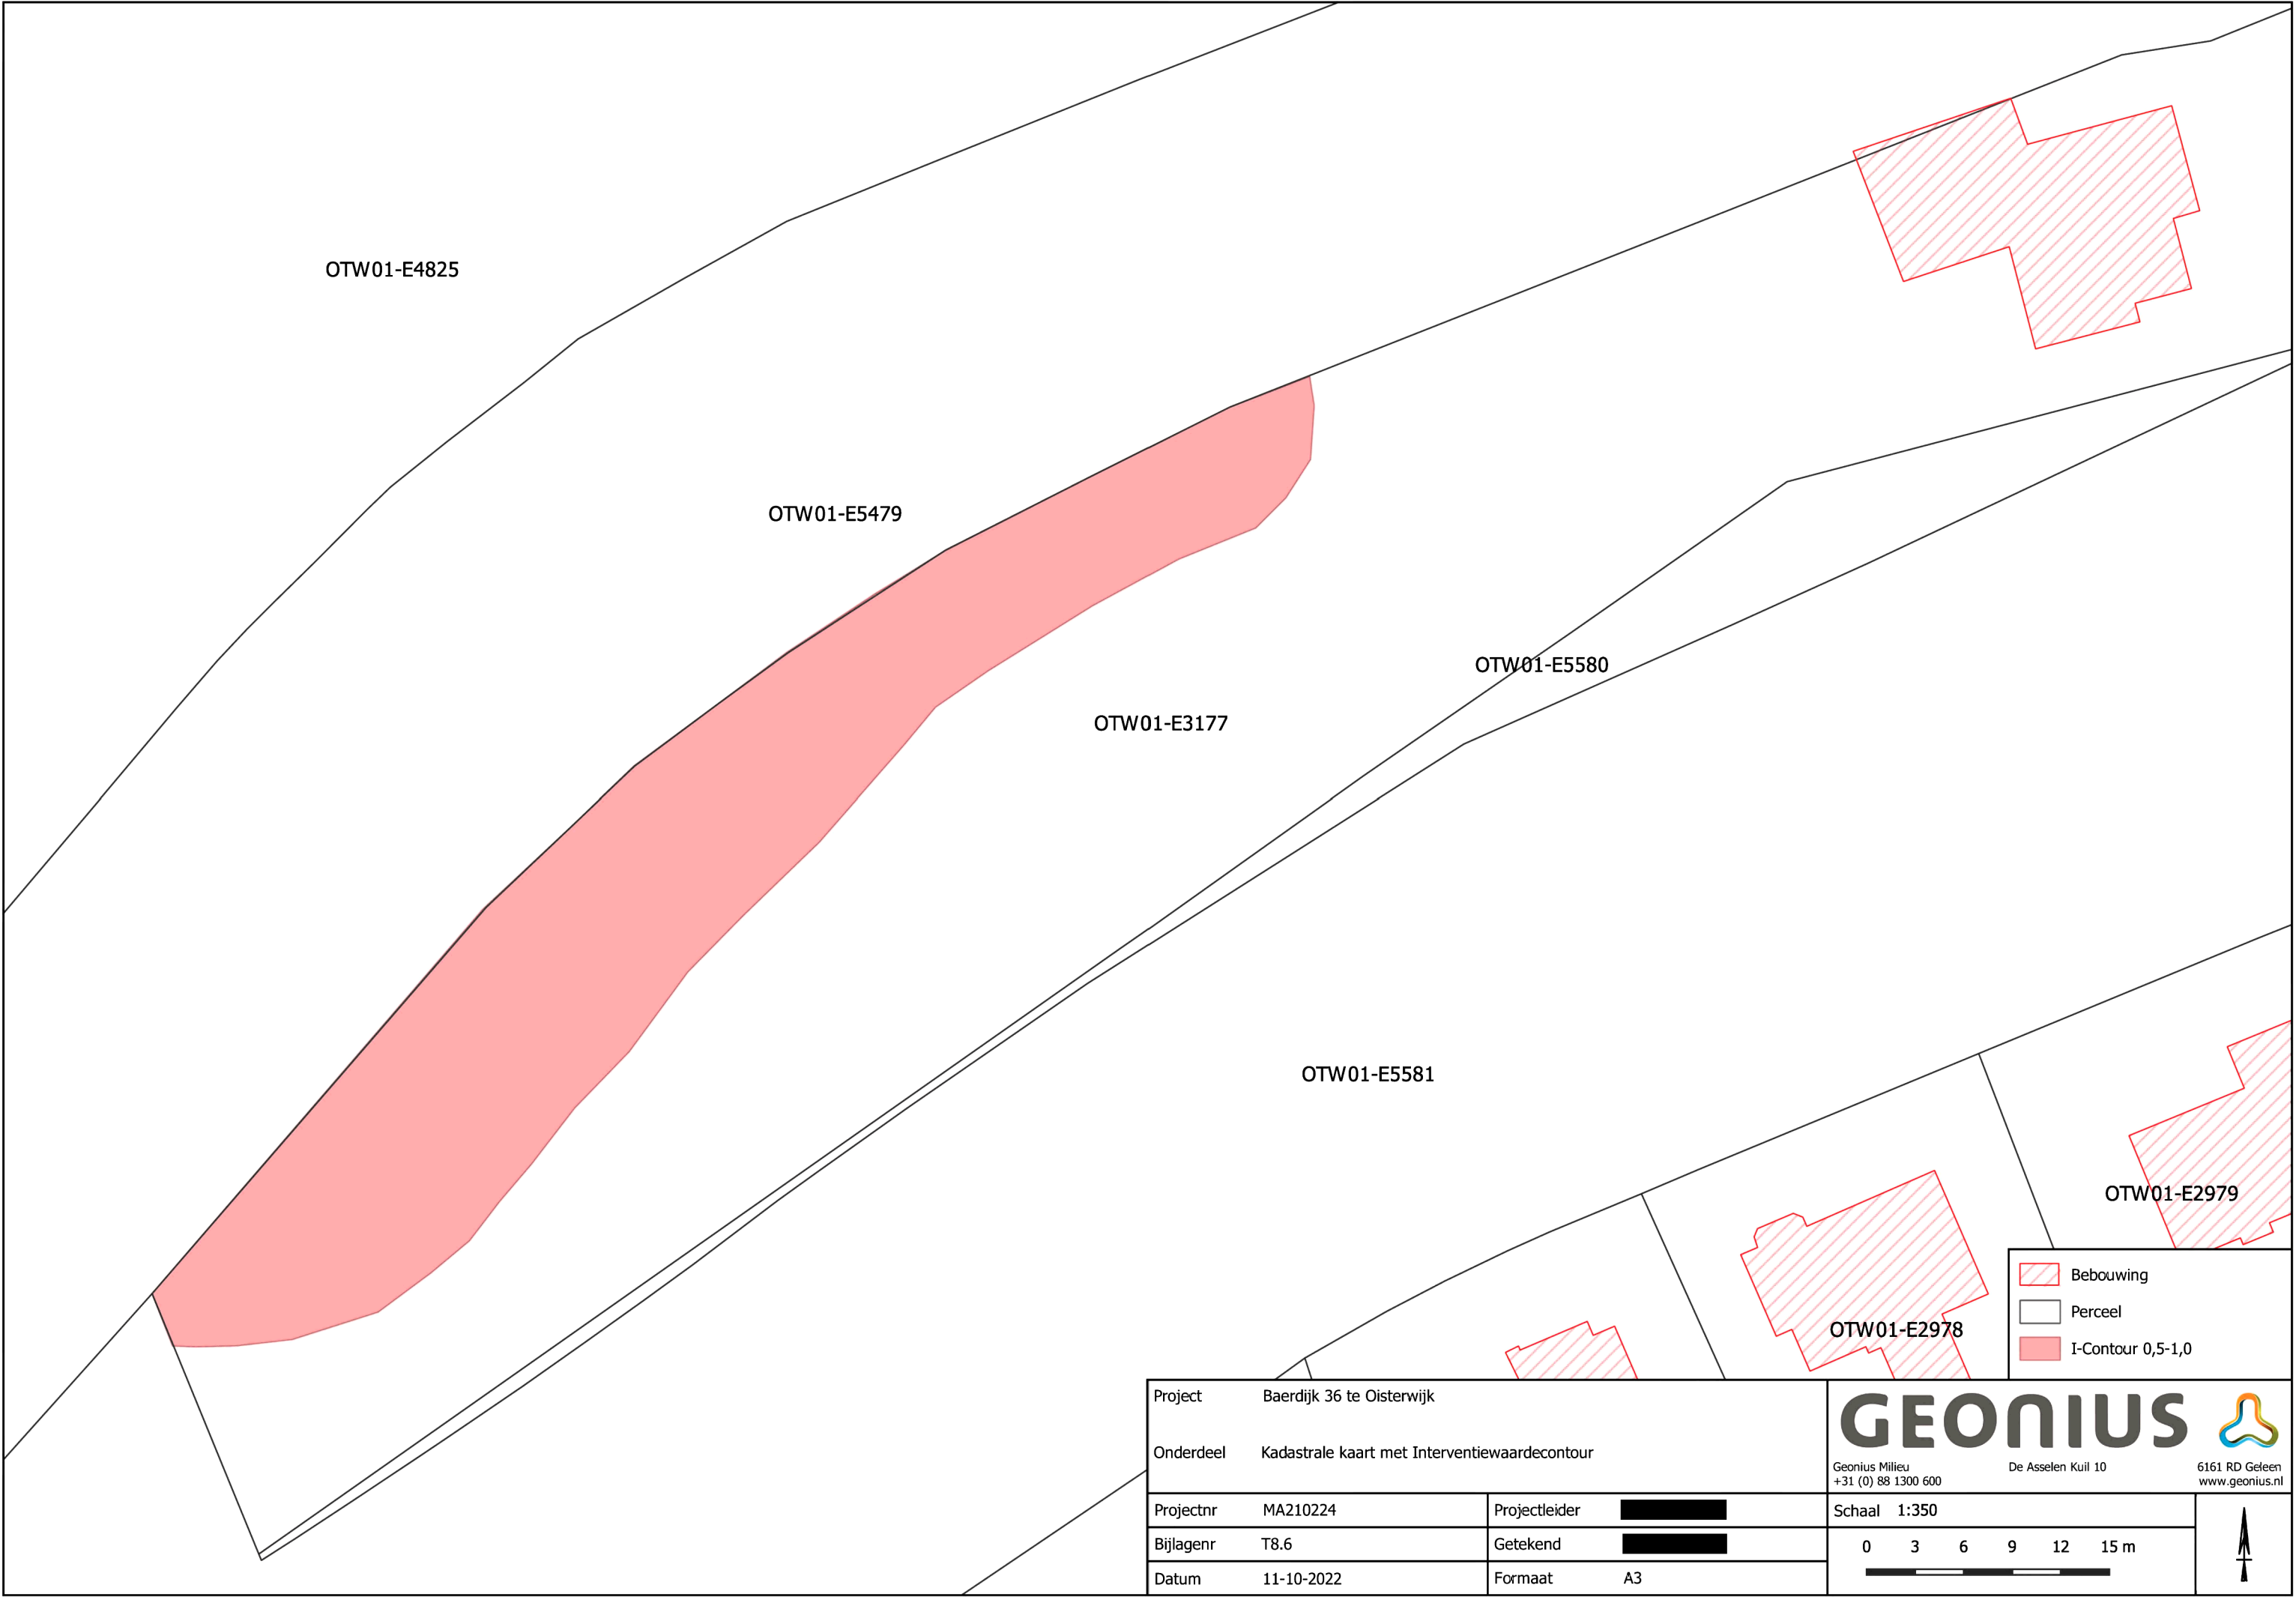 OTW01-E4825
OTW01-E5479
OTW01-E5580
OTW01-E3177
OTW01-E5581
OTW01-E2979
OTW01-E2978
Bebouwing
Perceel
I-Contour 0,5-1,0
Project Baerdijk 36 te Oisterwijk
Onderdeel Kadastrale kaart met Interventiewaardecontour
Projectnr MA210224 Projectleider
Bijlagenr T8.6 Getekend
Datum 11-10-2022 Formaat A3
GEONIUS
Geonius Milieu De Asselen Kuil 10 6161 RD Geleen
+31 (0) 88 1300 600 www.geonius.nl
Schaal 1:350
0 3 6 9 12 15 m